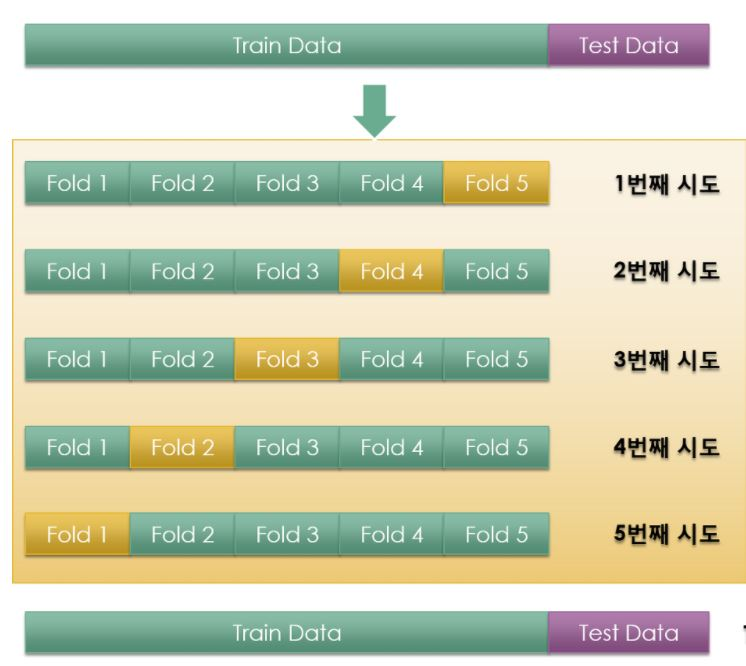 Train Data Test Data
Fold 1 Fold 2 Fold 3 Fold 4 Fold 5 1번째 시도
Fold 1 Fold 2 Fold 3 Fold 4 Fold 5 2번째 시도
Fold 1 Fold 2 Fold 3 Fold 4 Fold 5 3번째 시도
Fold 1 Fold 2 Fold 3 Fold 4 Fold 5 4번째 시도
Fold 1 Fold 2 Fold 3 Fold 4 Fold 5 5번째 시도
Train Data Test Data